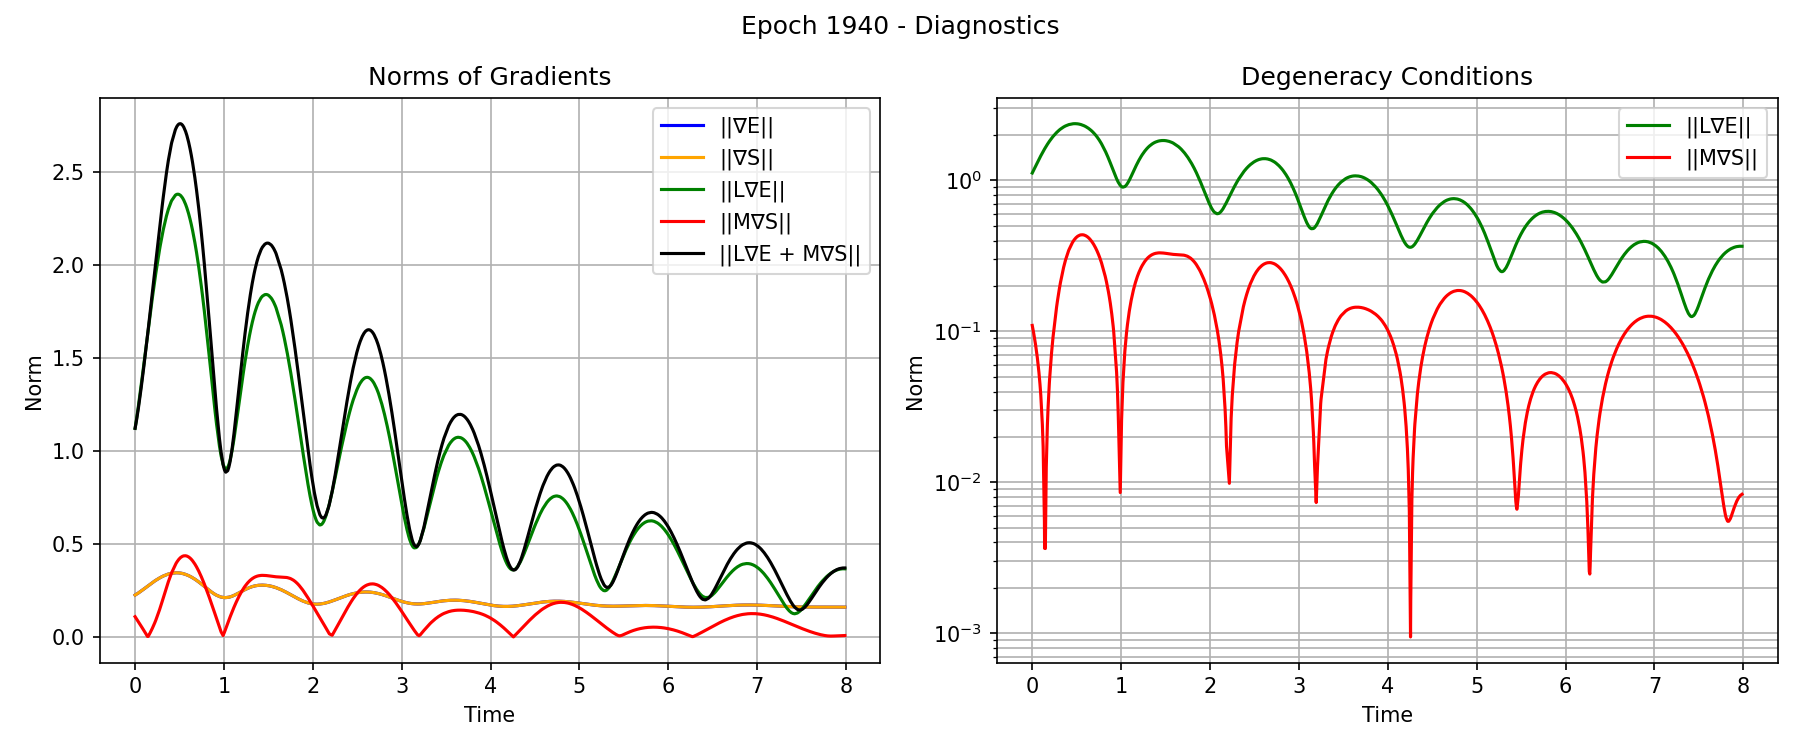 Epoch 1940 - Diagnostics
Norms of Gradients
Norm
2.5
2.0
1.5
1.0
0.5
0.0
||∇E||
||∇S||
||L∇E||
||M∇S||
||L∇E + M∇S||
0 1 2 3 4 5 6 7 8
Time
Degeneracy Conditions
Norm
10⁰
10⁻¹
10⁻²
10⁻³
||L∇E||
||M∇S||
0 1 2 3 4 5 6 7 8
Time